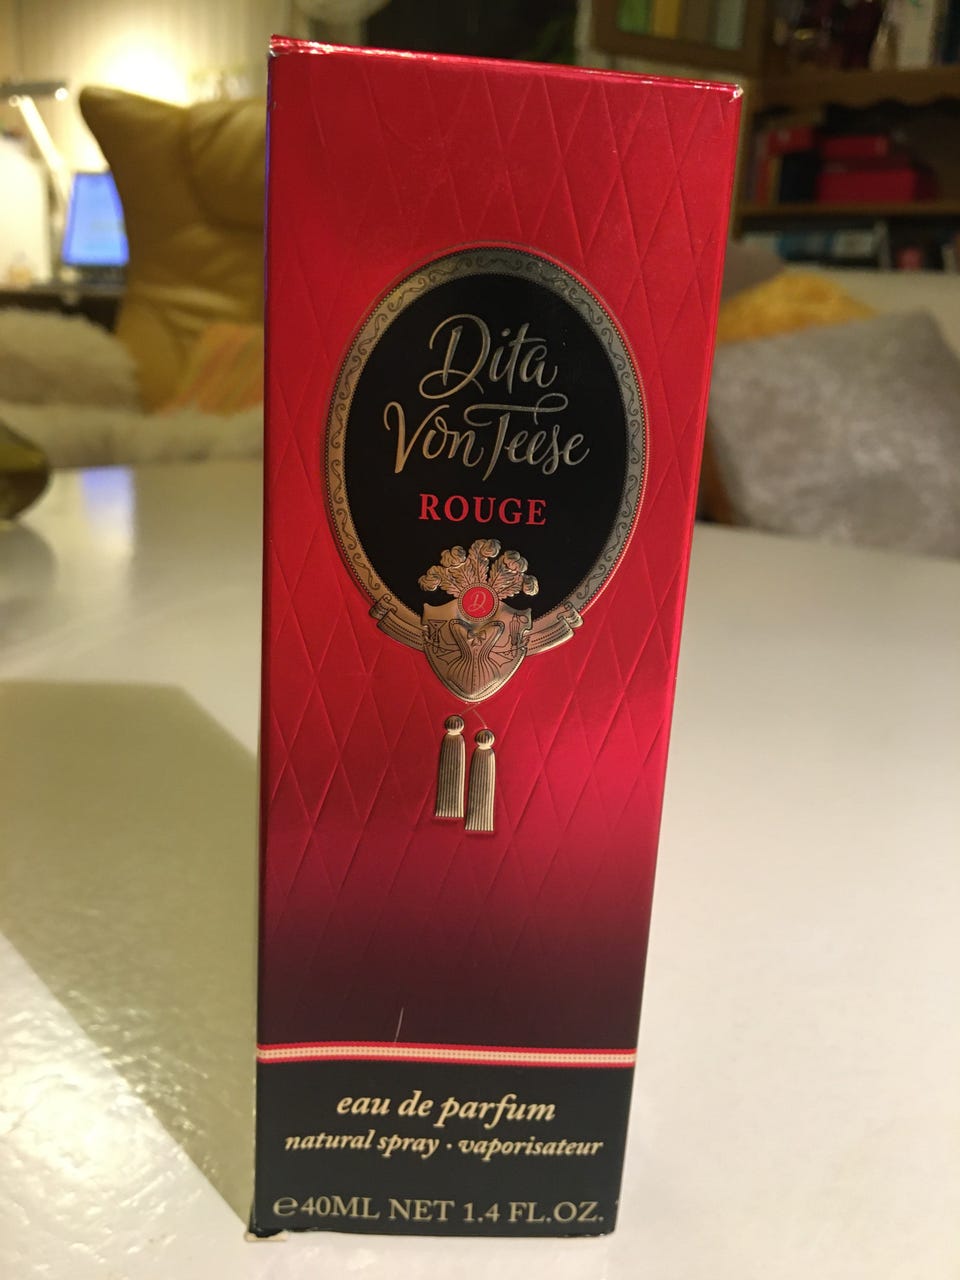 Dita
Von Teese
ROUGE
D
eau de parfum
natural spray · vaporisateur
℮40ML NET 1.4 FL.OZ.